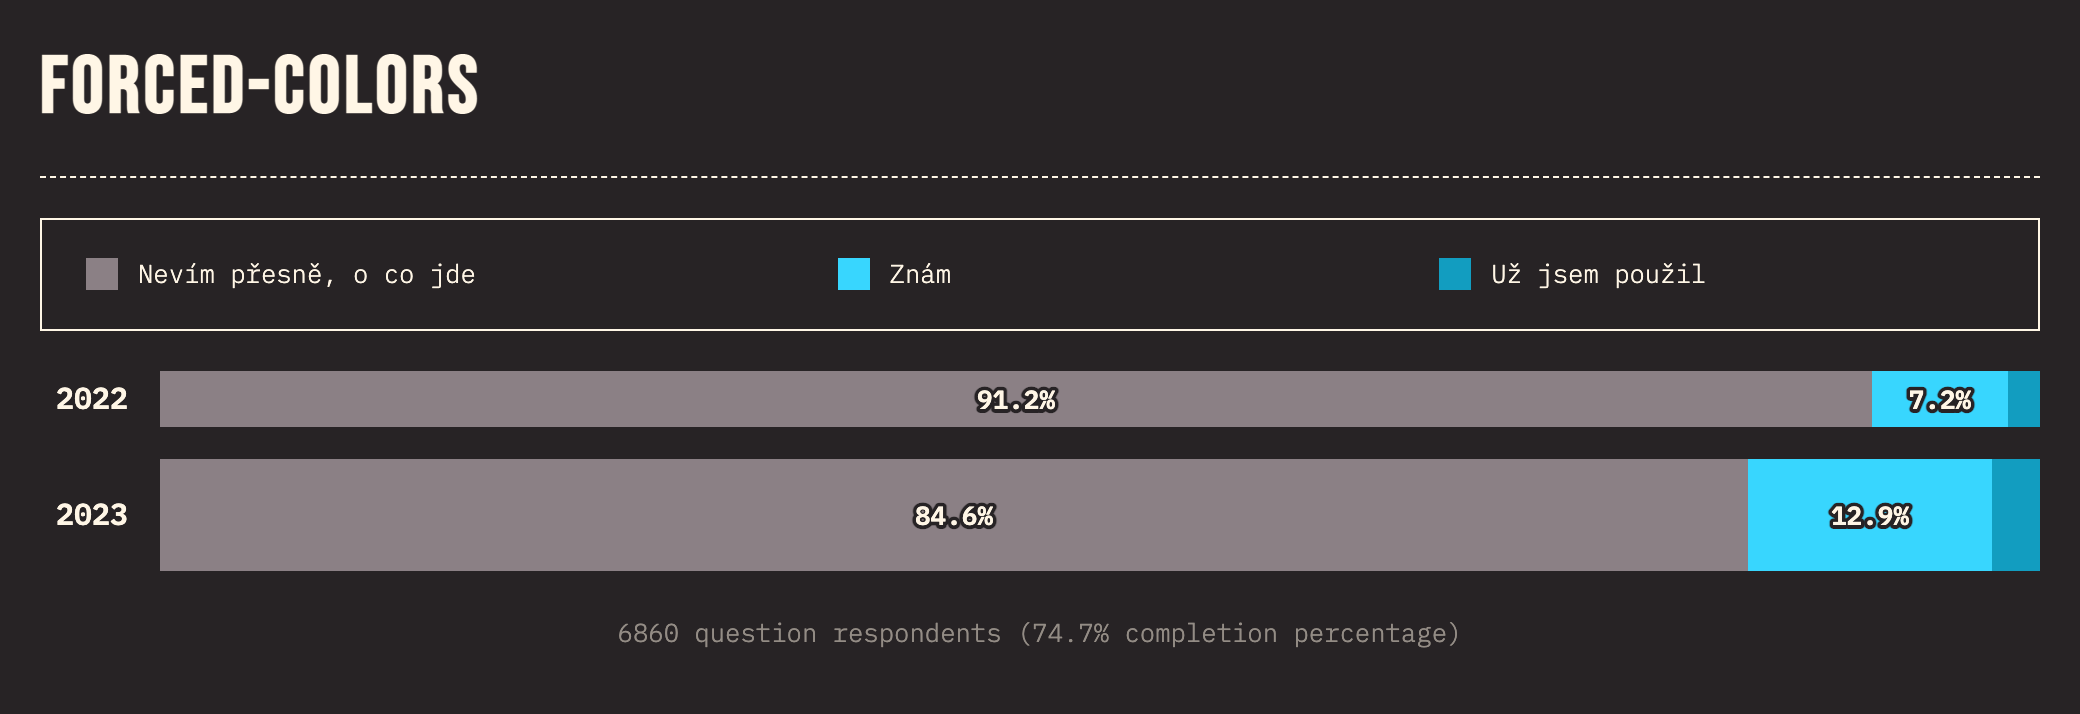 FORCED-COLORS
Nevím přesně, o co jde
Znám
Už jsem použil
2022
91.2%
7.2%
2023
84.6%
12.9%
6860 question respondents (74.7% completion percentage)